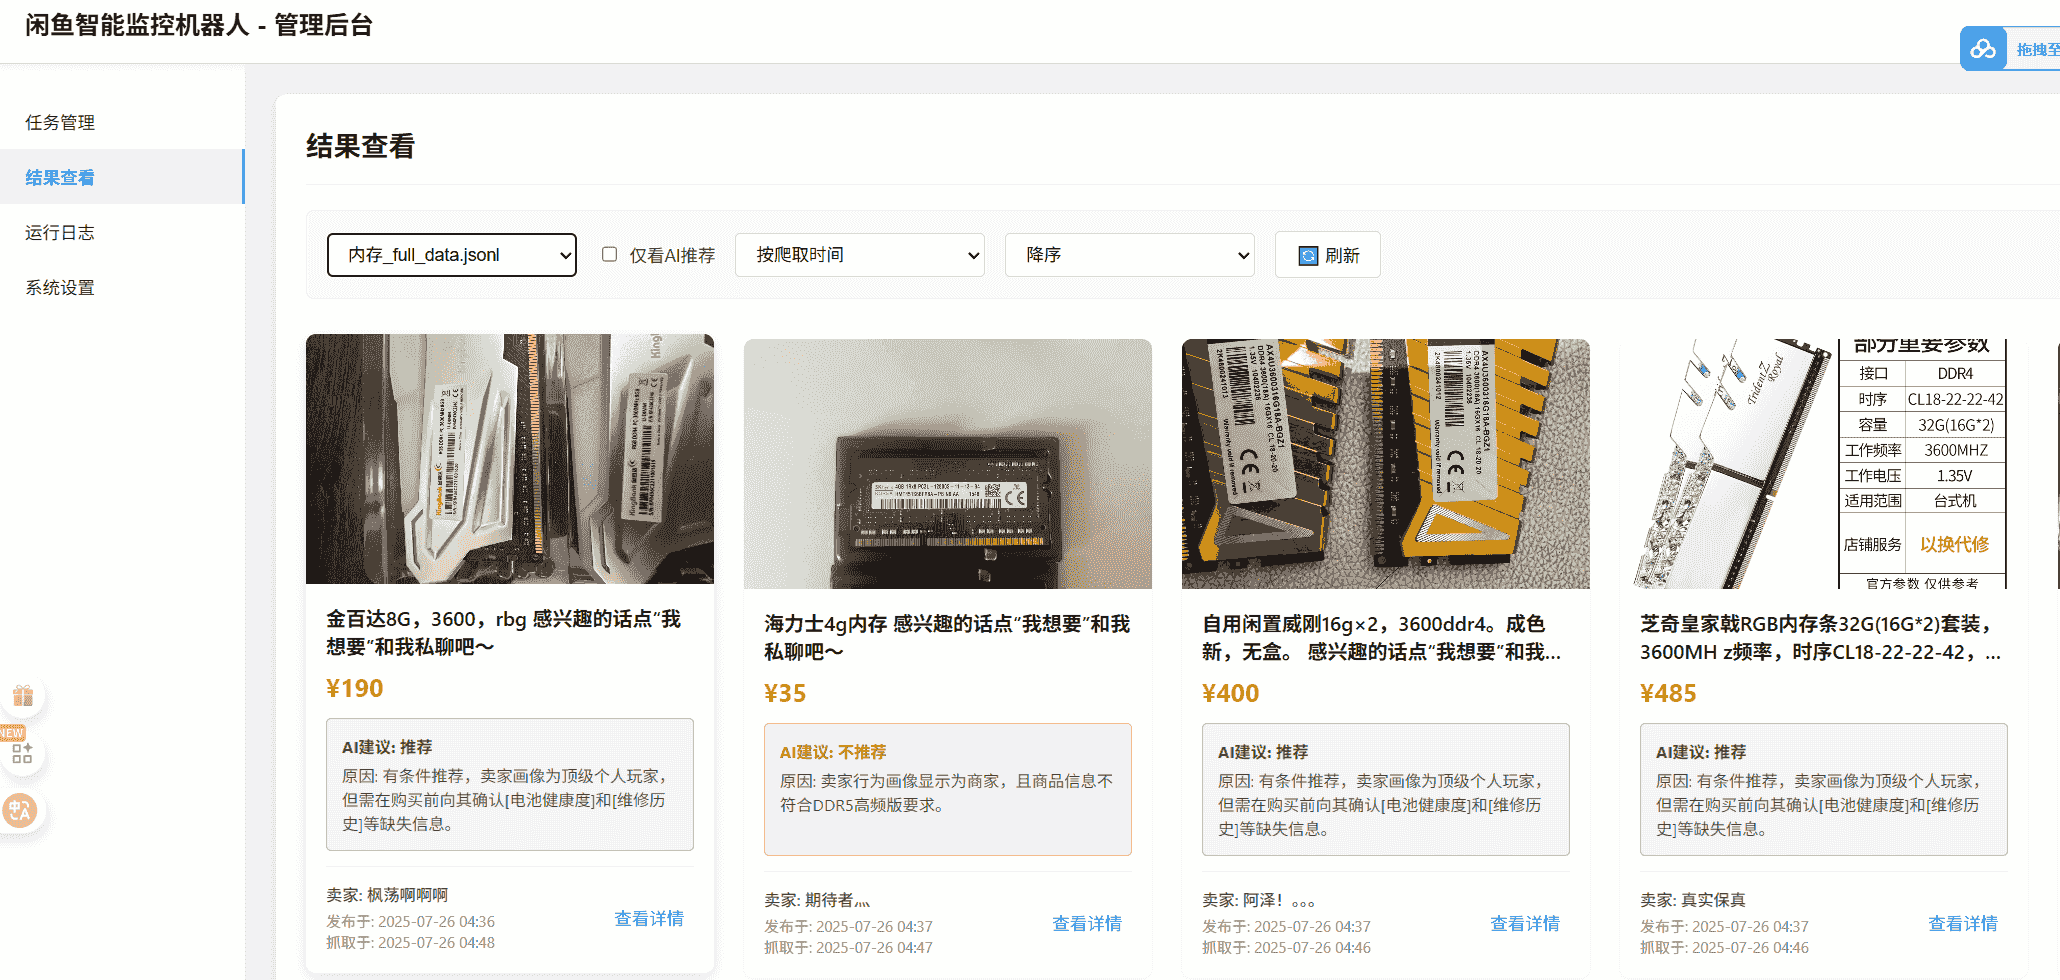 闲鱼智能监控机器人 - 管理后台
拖拽至
任务管理
结果查看
运行日志
系统设置
NEW
结果查看
内存_full_data.jsonl
仅看AI推荐
按爬取时间
降序
刷新
金百达8G，3600，rbg 感兴趣的话点“我
想要”和我私聊吧～
¥190
AI建议: 推荐
原因: 有条件推荐，卖家画像为顶级个人玩家，
但需在购买前向其确认[电池健康度]和[维修历
史]等缺失信息。
卖家: 枫荡啊啊啊
发布于: 2025-07-26 04:36
抓取于: 2025-07-26 04:48
查看详情
海力士4g内存 感兴趣的话点“我想要”和我
私聊吧～
¥35
AI建议: 不推荐
原因: 卖家行为画像显示为商家，且商品信息不
符合DDR5高频版要求。
卖家: 期待者灬
发布于: 2025-07-26 04:37
抓取于: 2025-07-26 04:47
查看详情
AX4U360316G18A-BGZ1
DDR4 3600(18A) 16GX16 CL 18-20-20
Warranty void if removed
自用闲置威刚16g×2，3600ddr4。成色
新，无盒。 感兴趣的话点“我想要”和我...
¥400
AI建议: 推荐
原因: 有条件推荐，卖家画像为顶级个人玩家，
但需在购买前向其确认[电池健康度]和[维修历
史]等缺失信息。
卖家: 阿泽！。。。
发布于: 2025-07-26 04:37
抓取于: 2025-07-26 04:46
查看详情
TridentZ
Royal
部分重要参数
接口 DDR4
时序 CL18-22-22-42
容量 32G(16G*2)
工作频率 3600MHZ
工作电压 1.35V
适用范围 台式机
店铺服务 以换代修
官方参数 仅供参考
芝奇皇家戟RGB内存条32G(16G*2)套装，
3600MH z频率，时序CL18-22-22-42，...
¥485
AI建议: 推荐
原因: 有条件推荐，卖家画像为顶级个人玩家，
但需在购买前向其确认[电池健康度]和[维修历
史]等缺失信息。
卖家: 真实保真
发布于: 2025-07-26 04:37
抓取于: 2025-07-26 04:46
查看详情